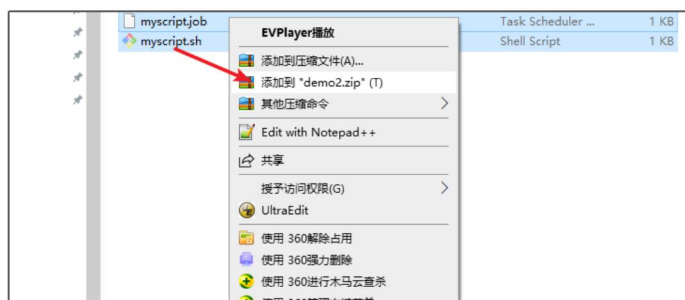 myscript.job Task Scheduler ... 1 KB
myscript.sh Shell Script 1 KB
EVPlayer播放
添加到压缩文件(A)...
添加到 "demo2.zip" (T)
其他压缩命令
Edit with Notepad++
共享
授予访问权限(G)
UltraEdit
使用 360解除占用
使用 360强力删除
使用 360进行木马云查杀